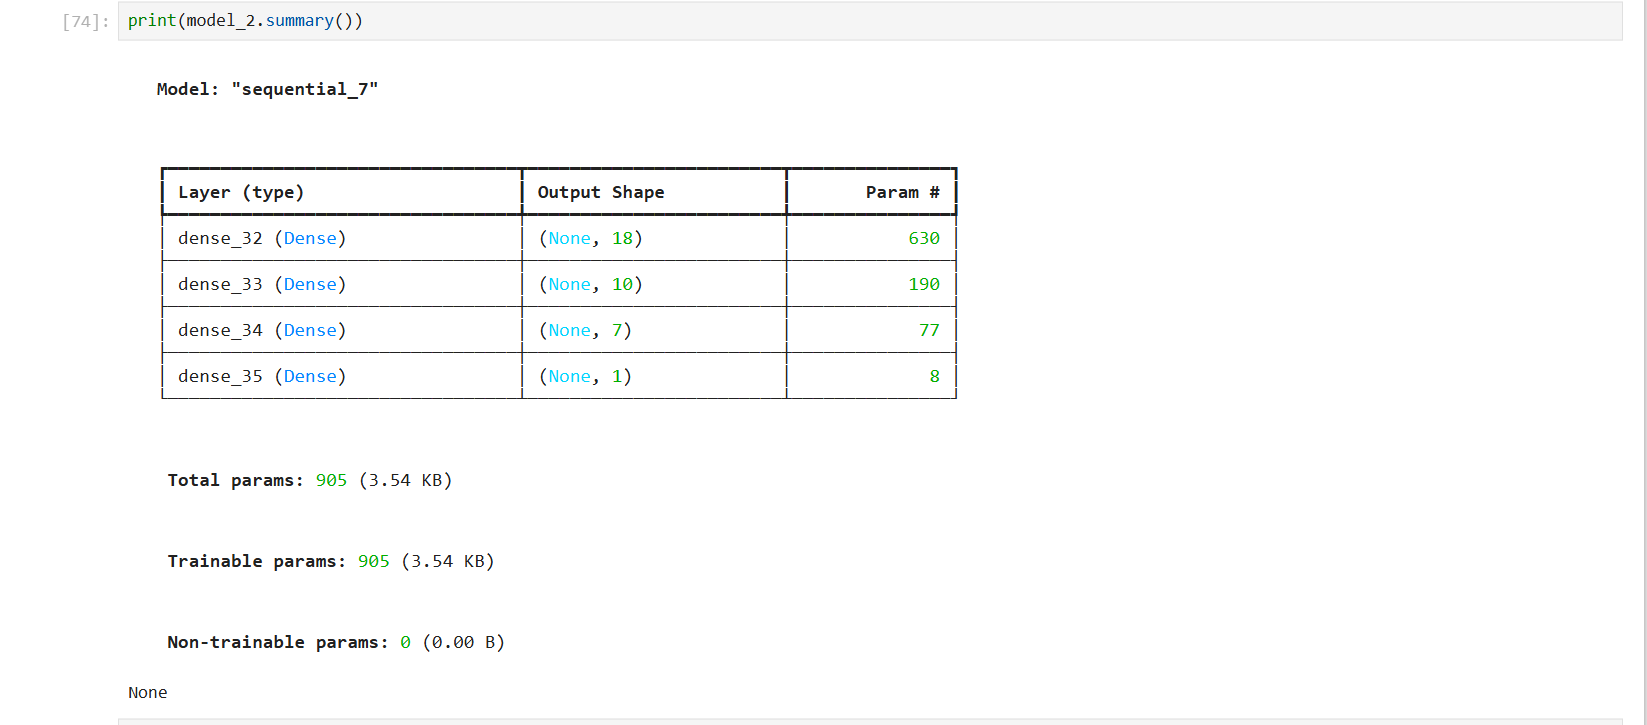 [74]: print(model_2.summary())
Model: "sequential_7"
Layer (type) Output Shape Param #
dense_32 (Dense) (None, 18) 630
dense_33 (Dense) (None, 10) 190
dense_34 (Dense) (None, 7) 77
dense_35 (Dense) (None, 1) 8
Total params: 905 (3.54 KB)
Trainable params: 905 (3.54 KB)
Non-trainable params: 0 (0.00 B)
None